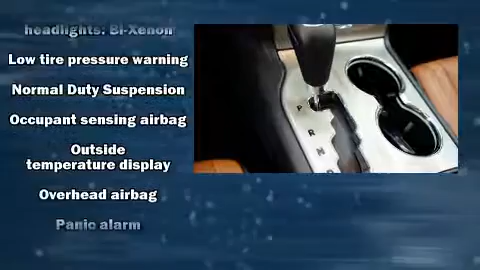 headlights: Bi-Xenon
Low tire pressure warning
Normal Duty Suspension
Occupant sensing airbag
Outside
temperature display
Overhead airbag
Panic alarm
P
R
N